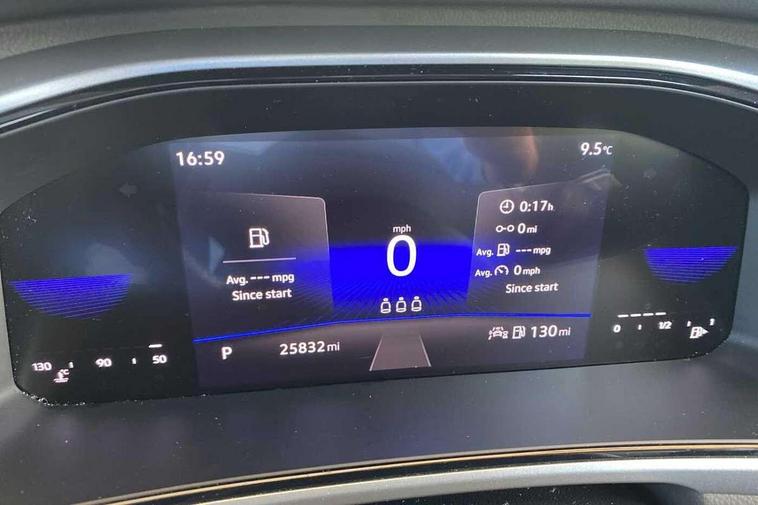 16:59
9.5°C
Avg. --- mpg
Since start
mph
0
0:17h
0 mi
Avg. --- mpg
Avg. 0 mph
Since start
P
25832 mi
130 mi
130 90 50
°C
0 1/2